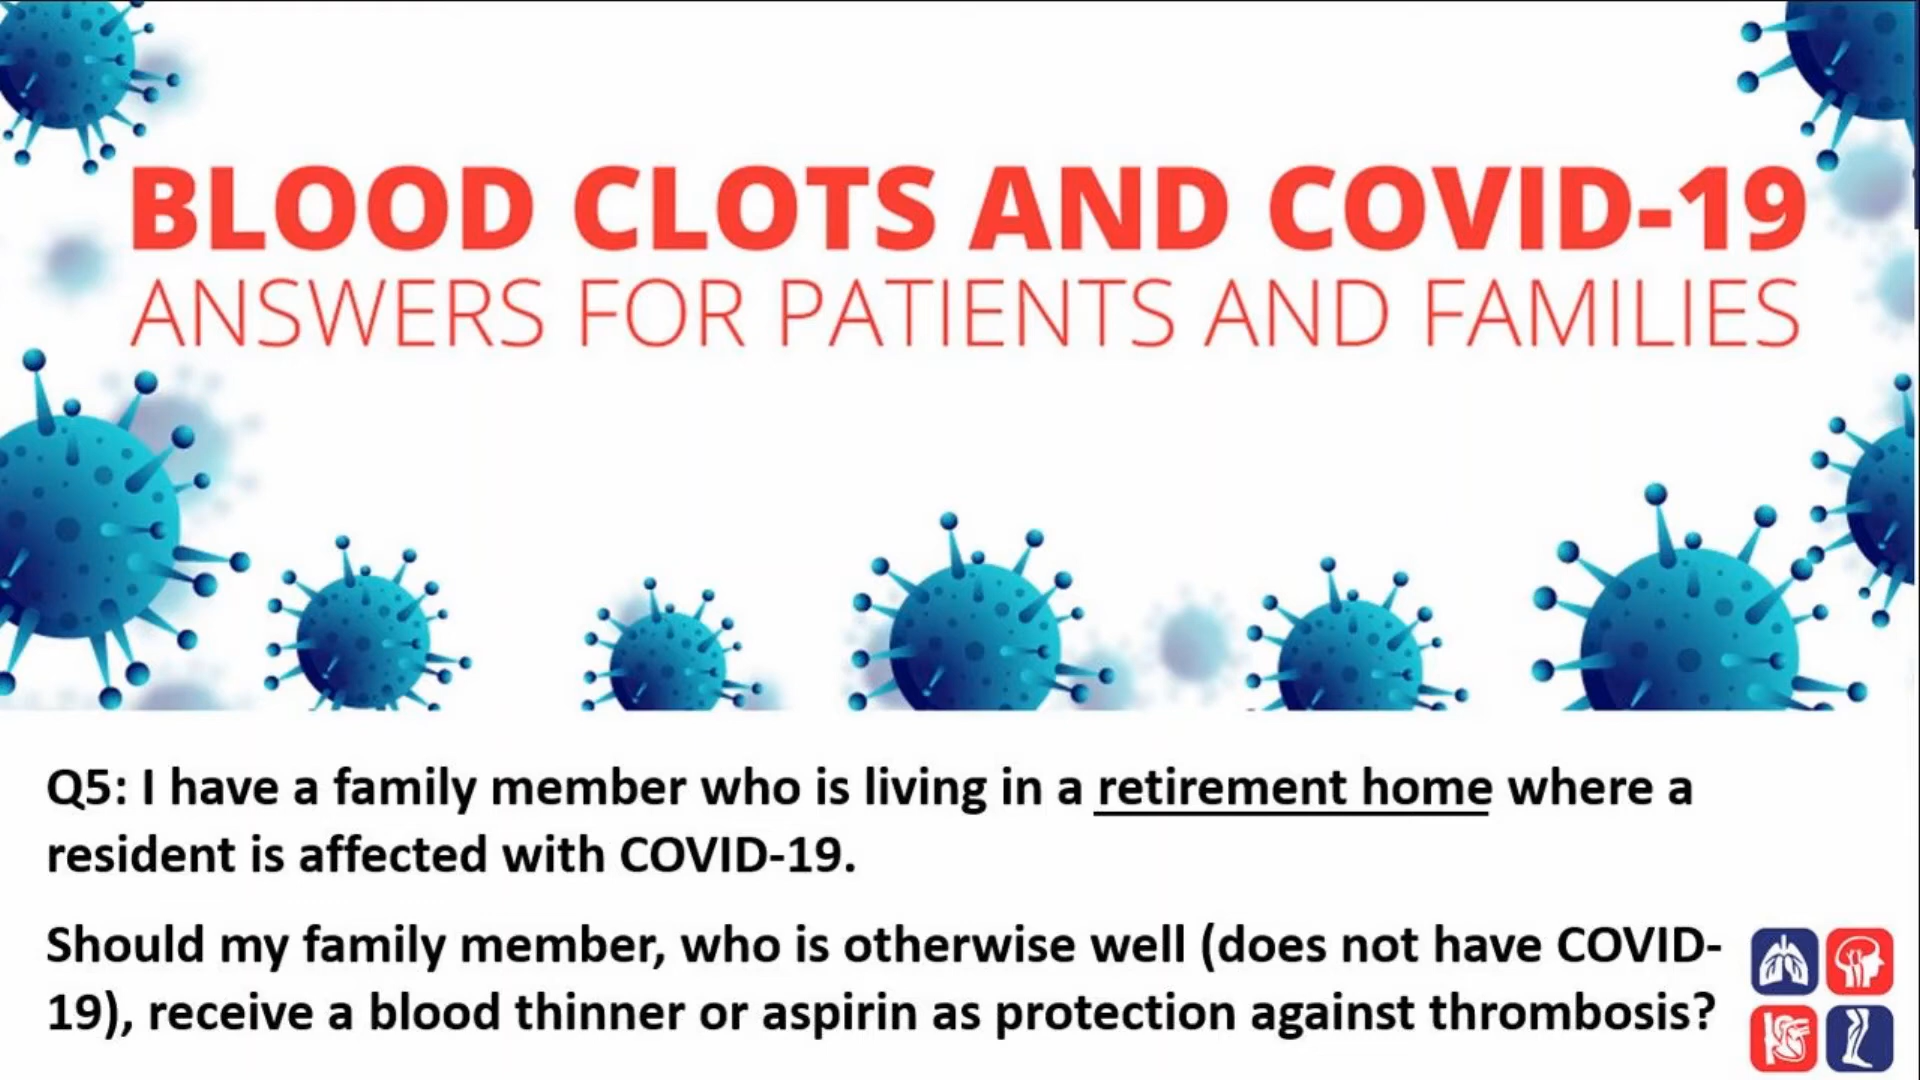 BLOOD CLOTS AND COVID-19
ANSWERS FOR PATIENTS AND FAMILIES
Q5: I have a family member who is living in a retirement home where a
resident is affected with COVID-19.
Should my family member, who is otherwise well (does not have COVID-
19), receive a blood thinner or aspirin as protection against thrombosis?